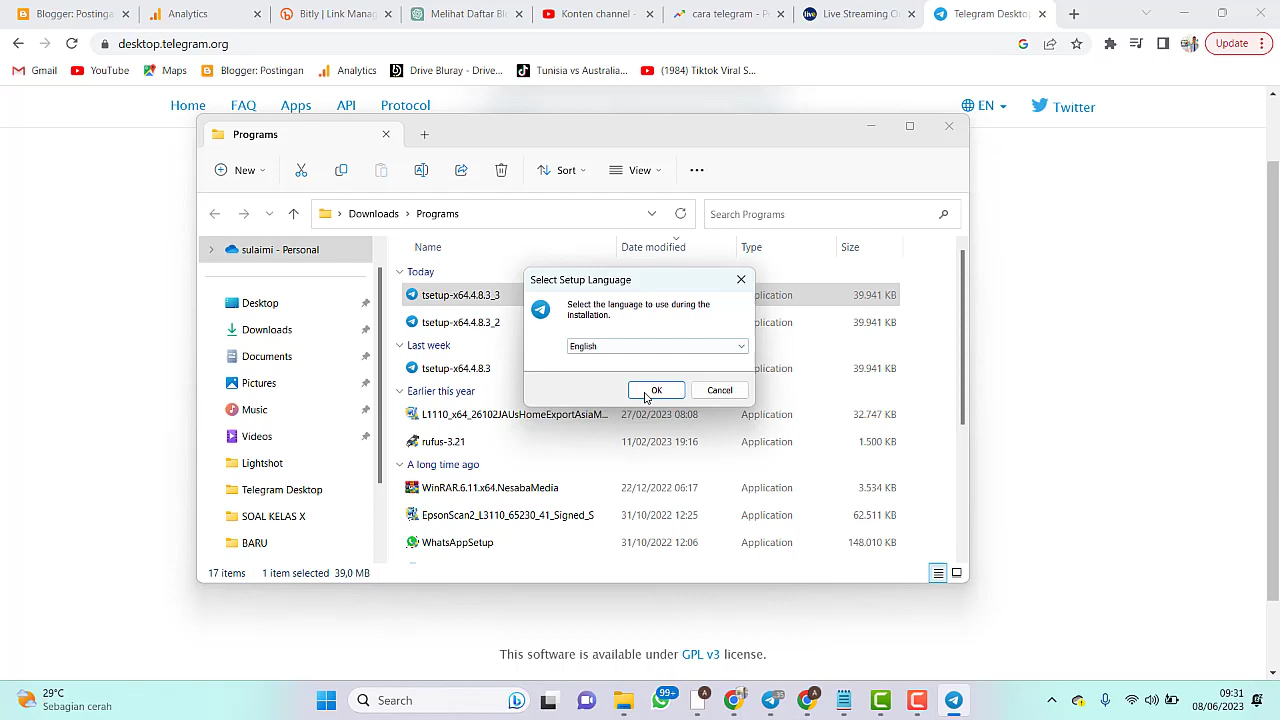 Blogger: Postinga
Analytics
Bitly | Link Manag
Melihat Daftar Bl
Konten channel -
cara telegram - P
Live Streaming O
Telegram Deskto
desktop.telegram.org
Update
Gmail
YouTube
Maps
Blogger: Postingan
Analytics
Drive Bluray - Drive...
Tunisia vs Australia...
(1984) Tiktok Viral S...
Home
FAQ
Apps
API
Protocol
EN
Twitter
Programs
New
Sort
View
Downloads > Programs
Search Programs
sulimi - Personal
Desktop
Downloads
Documents
Pictures
Music
Videos
Lightshot
Telegram Desktop
SOAL KELAS X
BARU
Name
Date modified
Type
Size
Today
tsetup-x64.4.8.3_3
plication
39.941 KB
tsetup-x64.4.8.3_2
plication
39.941 KB
Last week
tsetup-x64.4.8.3
plication
39.941 KB
Earlier this year
L1110_x64_26102JAUsHomeExportAsiaM...
27/02/2023 08:08
Application
32.747 KB
rufus-3.21
11/02/2023 19:16
Application
1.500 KB
A long time ago
WinRAR.6.11.x64.NesabaMedia
22/12/2022 06:17
Application
3.534 KB
EpsonScan2_L3110_65230_41_Signed_S
31/10/2022 12:25
Application
62.511 KB
WhatsAppSetup
31/10/2022 12:06
Application
148.010 KB
17 items
1 item selected 39,0 MB
Select Setup Language
Select the language to use during the
installation.
English
OK
Cancel
This software is available under GPL v3 license.
29°C
Sebagian cerah
Search
99+
A
35
A
09:31
08/06/2023